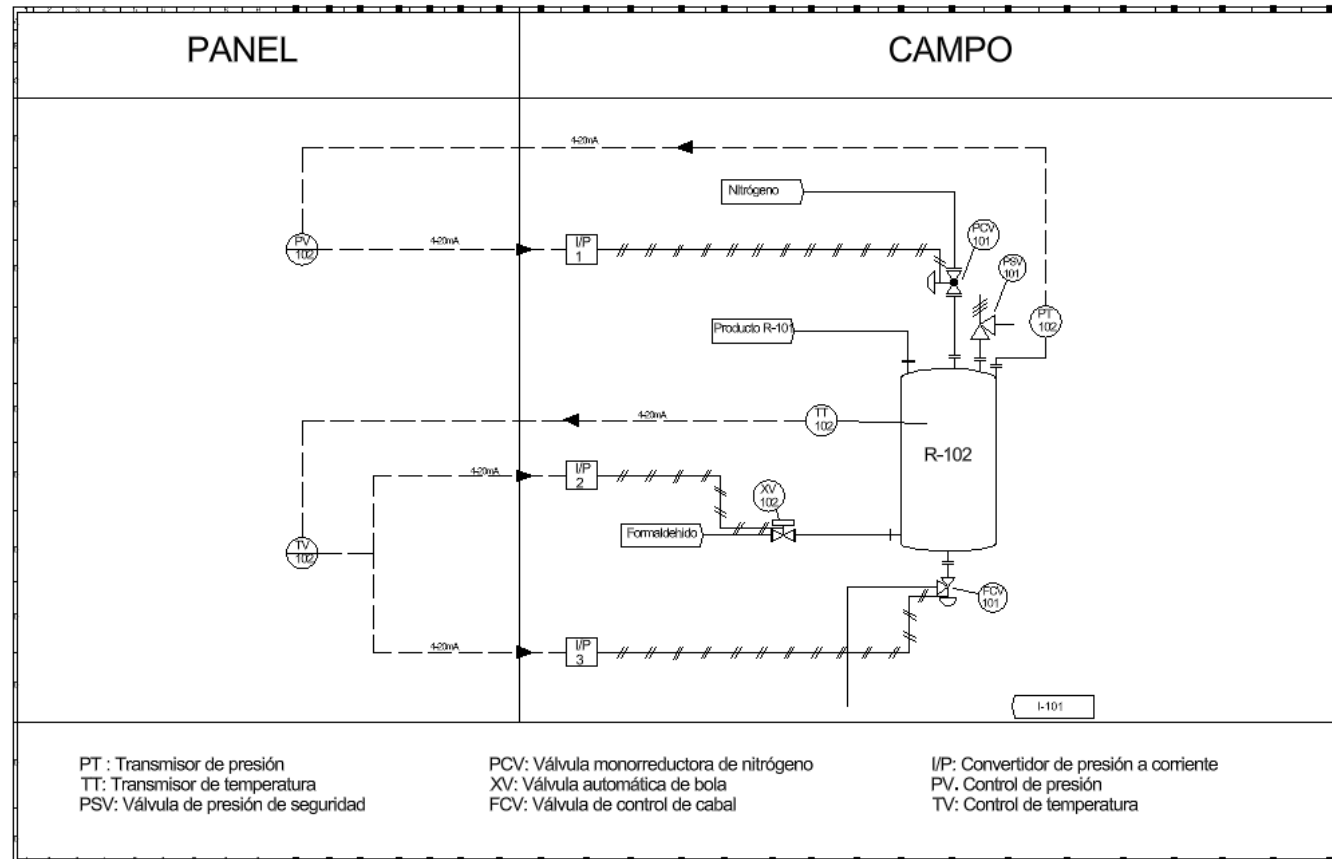 PANEL
CAMPO
4-20mA
Nitrógeno
PCV
101
PV
102
4-20mA
I/P
1
PSV
101
PT
102
Producto R-101
4-20mA
TT
102
R-102
4-20mA
I/P
2
XV
102
Formaldehido
TV
102
FCV
101
4-20mA
I/P
3
I-101
PT : Transmisor de presión
TT: Transmisor de temperatura
PSV: Válvula de presión de seguridad
PCV: Válvula monorreductora de nitrógeno
XV: Válvula automática de bola
FCV: Válvula de control de cabal
I/P: Convertidor de presión a corriente
PV. Control de presión
TV: Control de temperatura